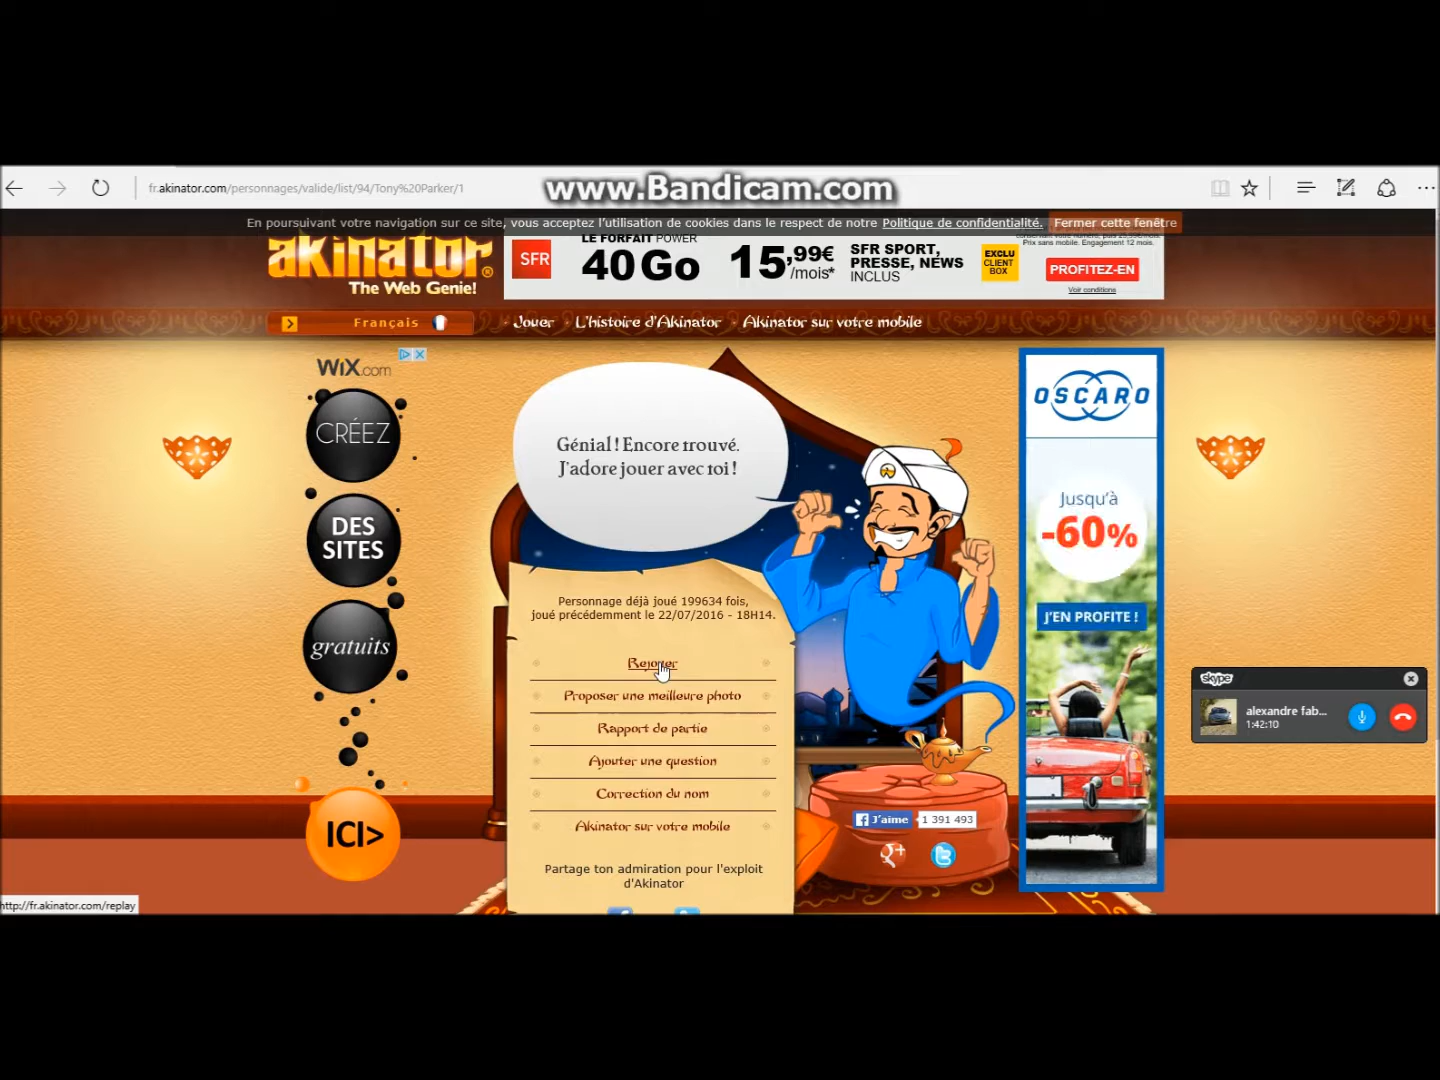 fr.akinator.com/personnages/valide/list/94/Tony%20Parker/1
www.Bandicam.com
En poursuivant votre navigation sur ce site, vous acceptez l'utilisation de cookies dans le respect de notre Politique de confidentialité. Fermer cette fenêtre
akinator®
The Web Genie!
SFR
LE FORFAIT POWER
40Go
15,99€
/mois*
SFR SPORT,
PRESSE, NEWS
INCLUS
EXCLU
CLIENT
BOX
Prix sans mobile. Engagement 12 mois.
PROFITEZ-EN
Voir conditions
Français
Jouer
L'histoire d'Akinator
Akinator sur votre mobile
WiX.com
CRÉEZ
DES
SITES
gratuits
ICI>
Génial ! Encore trouvé.
J'adore jouer avec toi !
Personnage déjà joué 199634 fois,
joué précédemment le 22/07/2016 - 18H14.
Rejouer
Proposer une meilleure photo
Rapport de partie
Ajouter une question
Correction du nom
Akinator sur votre mobile
Partage ton admiration pour l'exploit
d'Akinator
J'aime
1 391 493
OSCARO
Jusqu'à
-60%
J'EN PROFITE !
skype
alexandre fab...
1:42:10
http://fr.akinator.com/replay